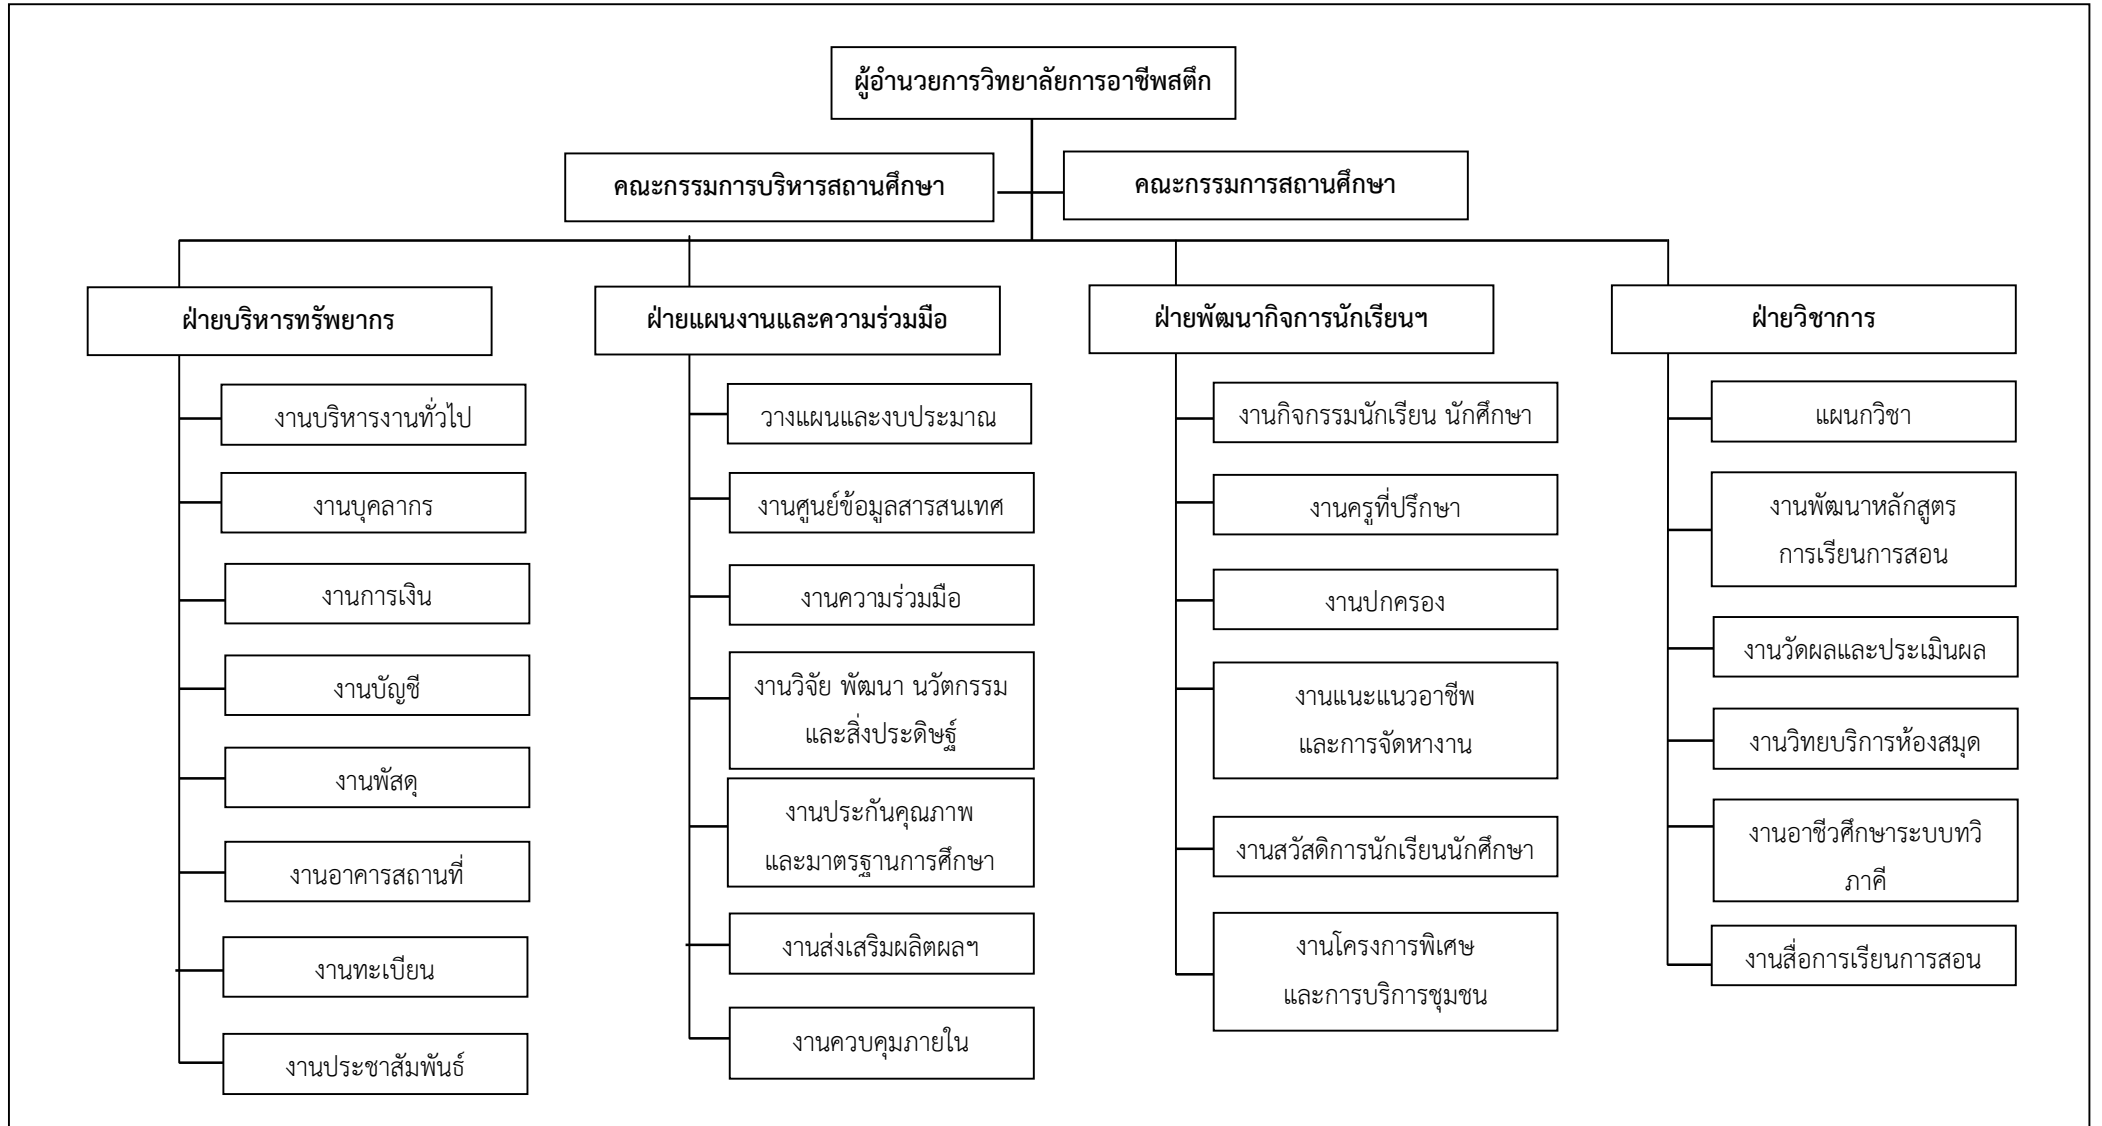 ผู้อำนวยการวิทยาลัยการอาชีพสตึก
คณะกรรมการบริหารสถานศึกษา
คณะกรรมการสถานศึกษา
ฝ่ายบริหารทรัพยากร
งานบริหารงานทั่วไป
งานบุคลากร
งานการเงิน
งานบัญชี
งานพัสดุ
งานอาคารสถานที่
งานทะเบียน
งานประชาสัมพันธ์
ฝ่ายแผนงานและความร่วมมือ
วางแผนและงบประมาณ
งานศูนย์ข้อมูลสารสนเทศ
งานความร่วมมือ
งานวิจัย พัฒนา นวัตกรรม
และสิ่งประดิษฐ์
งานประกันคุณภาพ
และมาตรฐานการศึกษา
งานส่งเสริมผลิตผลฯ
งานควบคุมภายใน
ฝ่ายพัฒนากิจการนักเรียนฯ
งานกิจกรรมนักเรียน นักศึกษา
งานครูที่ปรึกษา
งานปกครอง
งานแนะแนวอาชีพ
และการจัดหางาน
งานสวัสดิการนักเรียนนักศึกษา
งานโครงการพิเศษ
และการบริการชุมชน
ฝ่ายวิชาการ
แผนกวิชา
งานพัฒนาหลักสูตร
การเรียนการสอน
งานวัดผลและประเมินผล
งานวิทยบริการห้องสมุด
งานอาชีวศึกษาระบบทวิ
ภาคี
งานสื่อการเรียนการสอน